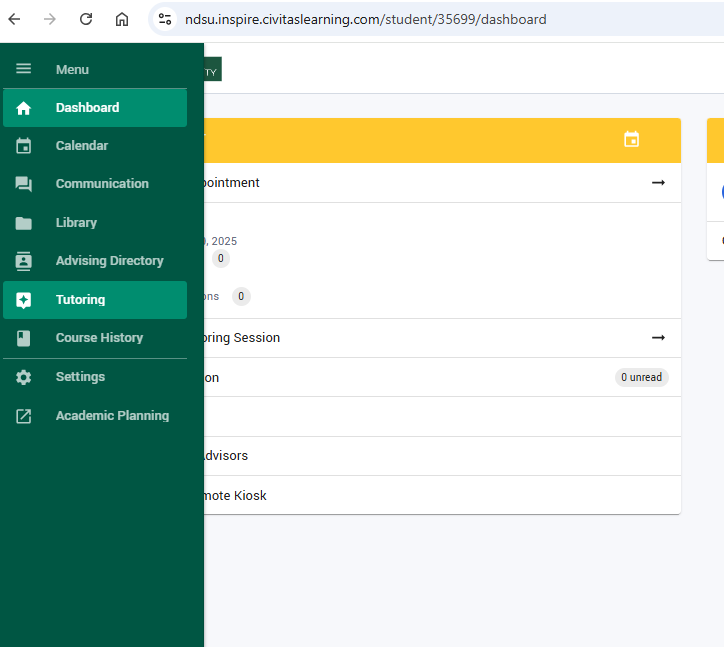 ndsu.inspire.civitaslearning.com/student/35699/dashboard
Menu
Dashboard
Calendar
Communication
Library
Advising Directory
Tutoring
Course History
Settings
Academic Planning
TY
pointment
, 2025
0
ons 0
oring Session
on 0 unread
Advisors
mote Kiosk